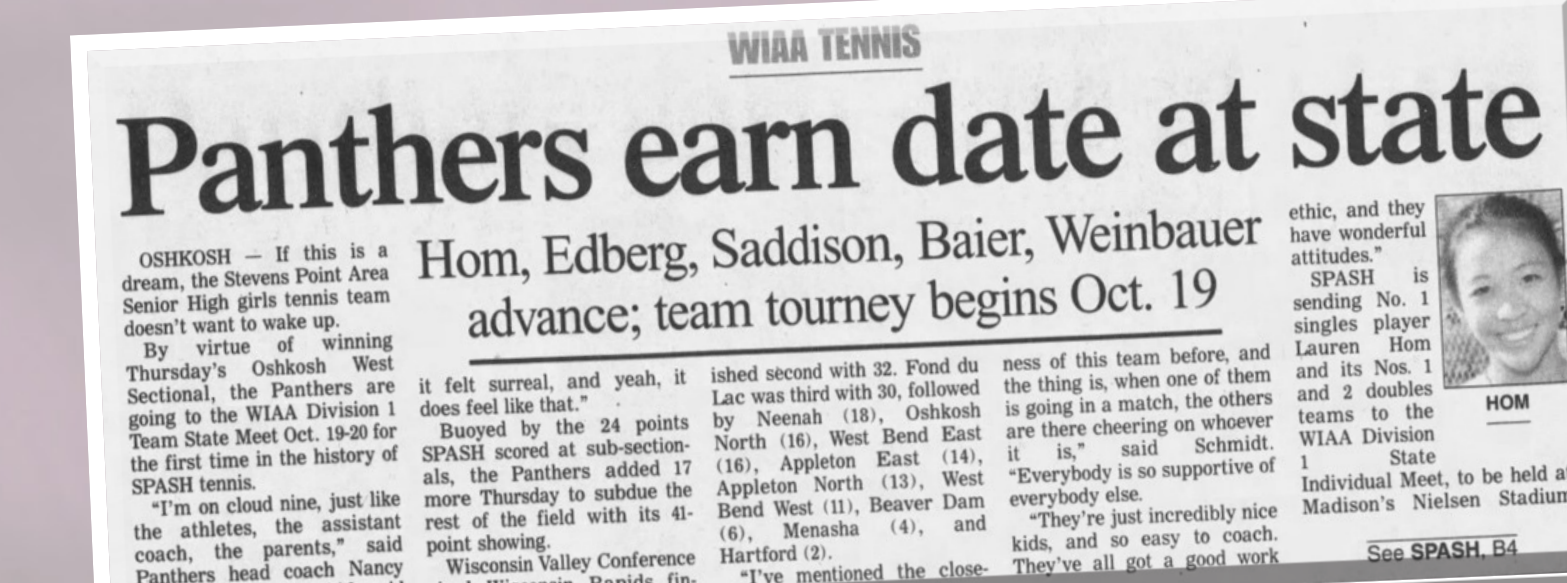 WIAA TENNIS
Panthers earn date at state
Hom, Edberg, Saddison, Baier, Weinbauer
advance; team tourney begins Oct. 19
OSHKOSH — If this is a
dream, the Stevens Point Area
Senior High girls tennis team
doesn't want to wake up.
By virtue of winning
Thursday's Oshkosh West
Sectional, the Panthers are
going to the WIAA Division 1
Team State Meet Oct. 19-20 for
the first time in the history of
SPASH tennis.
"I'm on cloud nine, just like
the athletes, the assistant
coach, the parents," said
Panthers head coach Nancy
it felt surreal, and yeah, it
does feel like that."
Buoyed by the 24 points
SPASH scored at sub-section-
als, the Panthers added 17
more Thursday to subdue the
rest of the field with its 41-
point showing.
Wisconsin Valley Conference
Wisconsin Rapids fin-
ished second with 32. Fond du
Lac was third with 30, followed
by Neenah (18), Oshkosh
North (16), West Bend East
(16), Appleton East (14),
Appleton North (13), West
Bend West (11), Beaver Dam
(6), Menasha (4), and
Hartford (2).
"I've mentioned the close-
ness of this team before, and
the thing is, when one of them
is going in a match, the others
are there cheering on whoever
it is," said Schmidt.
"Everybody is so supportive of
everybody else.
"They're just incredibly nice
kids, and so easy to coach.
They've all got a good work
ethic, and they
have wonderful
attitudes."
SPASH is
sending No. 1
singles player
Lauren Hom
and its Nos. 1
and 2 doubles
teams to the
WIAA Division
1 State
Individual Meet, to be held at
Madison's Nielsen Stadium
HOM
See SPASH, B4